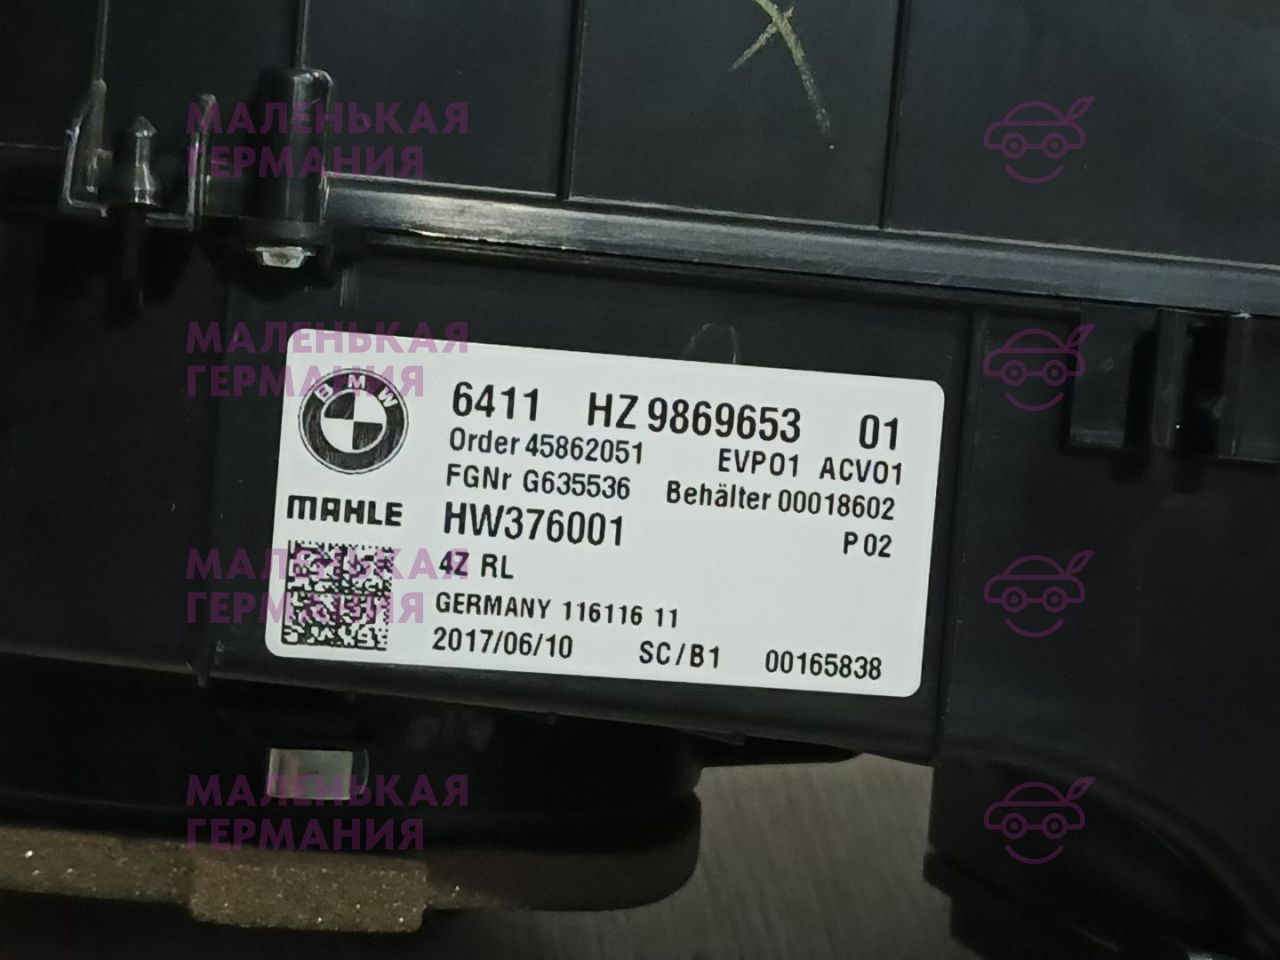 МАЛЕНЬКАЯ
ГЕРМАНИЯ
МАЛЕНЬКАЯ
ГЕРМАНИЯ
BMW
6411 HZ 9869653 01
Order 45862051 EVP01 ACV01
FGNr G635536 Behälter 00018602
MAHLE HW376001 P 02
4Z RL
МАЛЕНЬКАЯ
ГЕРМАНИЯ
GERMANY 116116 11
2017/06/10 SC/B1 00165838
МАЛЕНЬКАЯ
ГЕРМАНИЯ